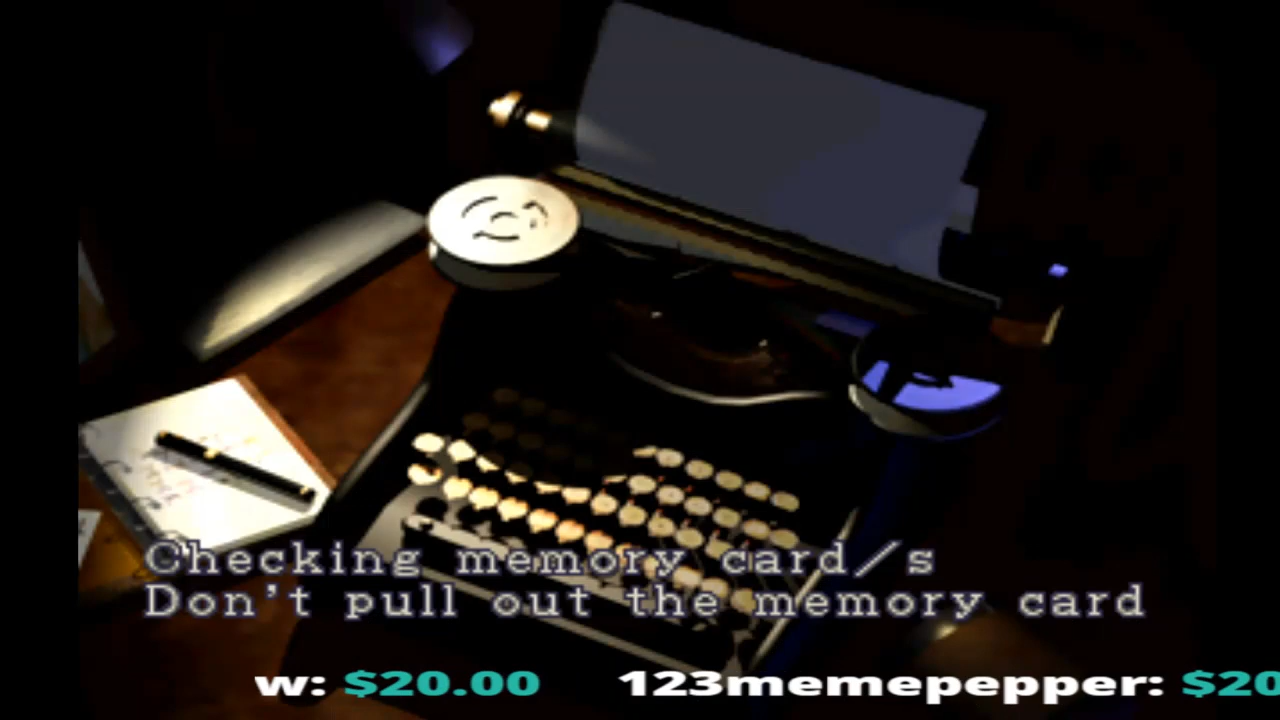 Checking memory card/s
Don't pull out the memory card
w: $20.00 123memepepper: $20